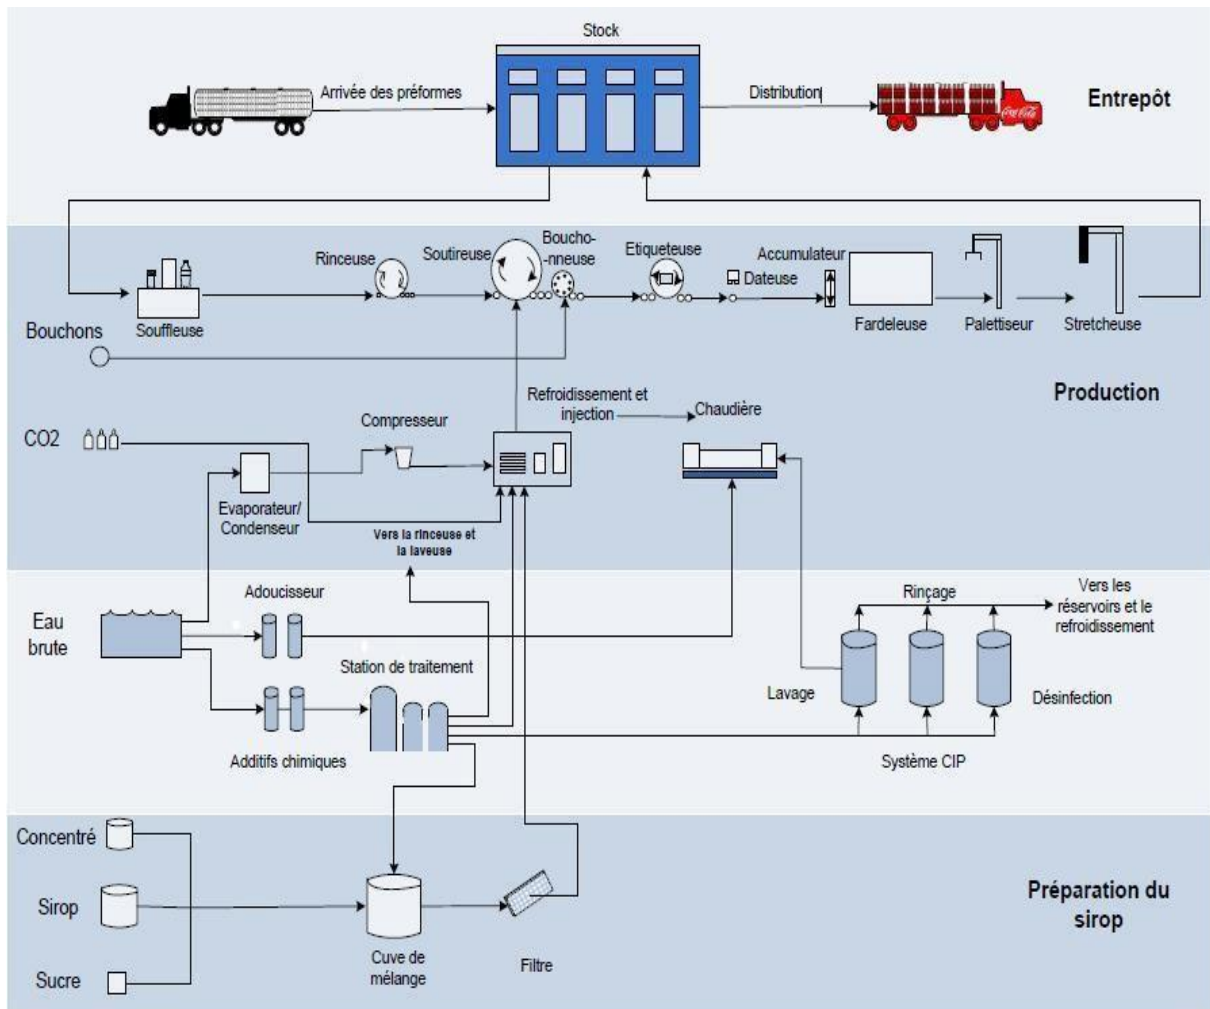 Stock
Arrivée des préformes
Distribution
Entrepôt
Coca-Cola
Rinceuse
Soutireuse
Boucho-
-nneuse
Etiqueteuse
Accumulateur
Dateuse
Souffleuse
Fardeleuse
Palettiseur
Stretcheuse
Bouchons
Production
Refroidissement et
injection
Chaudière
Compresseur
CO2
Evaporateur/
Condenseur
Vers la rinceuse et
la laveuse
Adoucisseur
Eau
brute
Rinçage
Vers les
réservoirs et le
refroidissement
Station de traitement
Lavage
Désinfection
Additifs chimiques
Système CIP
Concentré
Sirop
Sucre
Cuve de
mélange
Filtre
Préparation du
sirop